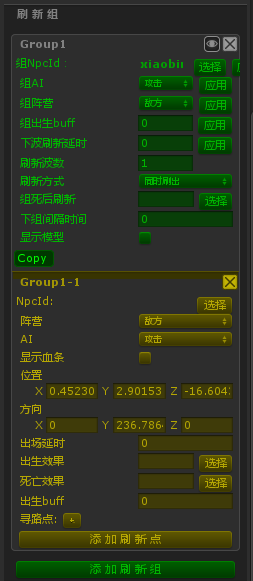 刷新组
Group1
组NpcId: xiaobin 选择
组AI 攻击 应用
组阵营 敌方 应用
组出生buff 0 应用
下波刷新延时 0 应用
刷新波数 1
刷新方式 同时刷出
组死后刷新 选择
下组间隔时间 0
显示模型
Copy
Group1-1
NpcId: 选择
阵营 敌方
AI 攻击
显示血条
位置
X 0.45230 Y 2.90153 Z -16.604
方向
X 0 Y 236.786 Z 0
出场延时 0
出生效果 选择
死亡效果 选择
出生buff 0
寻路点: +
添加刷新点
添加刷新组